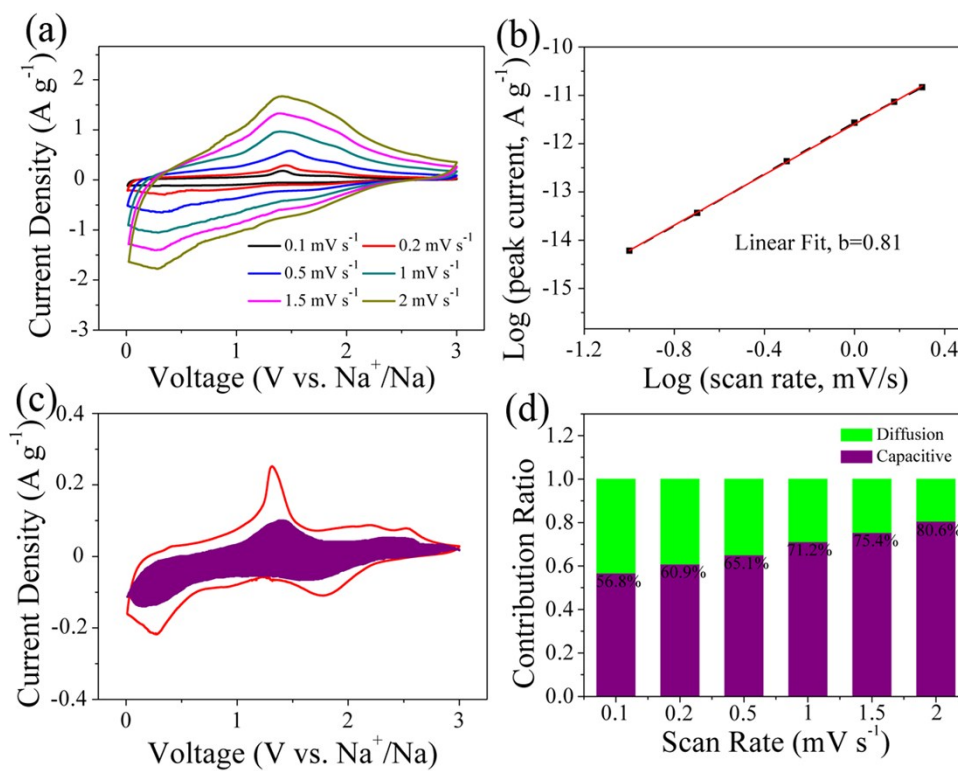 (a)
Current Density (A g⁻¹)
2
1
0
-1
-2
-3
0.1 mV s⁻¹
0.2 mV s⁻¹
0.5 mV s⁻¹
1 mV s⁻¹
1.5 mV s⁻¹
2 mV s⁻¹
0
1
2
3
Voltage (V vs. Na⁺/Na)
(b)
Log (peak current, A g⁻¹)
-10
-11
-12
-13
-14
-15
Linear Fit, b=0.81
-1.2
-0.8
-0.4
0.0
0.4
Log (scan rate, mV/s)
(c)
Current Density (A g⁻¹)
0.4
0.2
0
-0.2
-0.4
0
1
2
3
Voltage (V vs. Na⁺/Na)
(d)
Contribution Ratio
1.2
1.0
0.8
0.6
0.4
0.2
0.0
Diffusion
Capacitive
56.8%
60.9%
65.1%
71.2%
75.4%
80.6%
0.1
0.2
0.5
1
1.5
2
Scan Rate (mV s⁻¹)